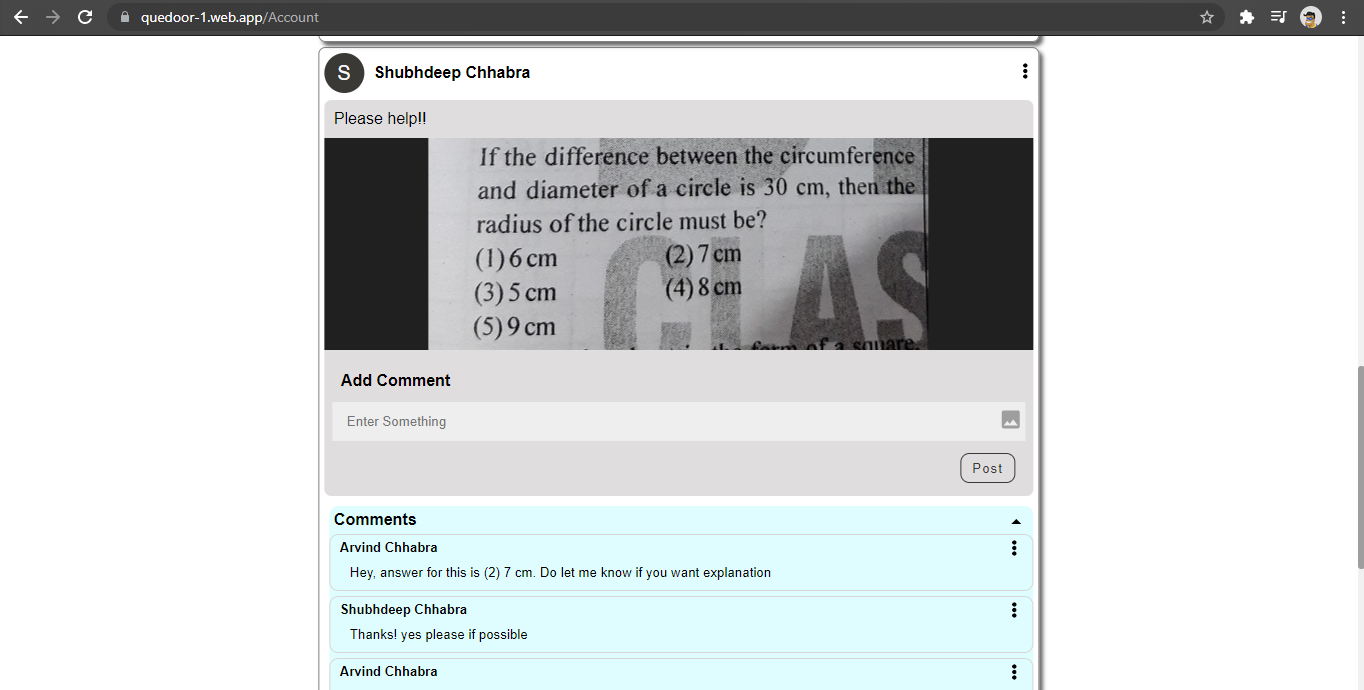 quedoor-1.web.app/Account
S
Shubhdeep Chhabra
Please help!!
If the difference between the circumference
and diameter of a circle is 30 cm, then the
radius of the circle must be?
(1) 6 cm (2) 7 cm
(3) 5 cm (4) 8 cm
(5) 9 cm
CLAS
the form of a square.
Add Comment
Enter Something
Post
Comments
Arvind Chhabra
Hey, answer for this is (2) 7 cm. Do let me know if you want explanation
Shubhdeep Chhabra
Thanks! yes please if possible
Arvind Chhabra